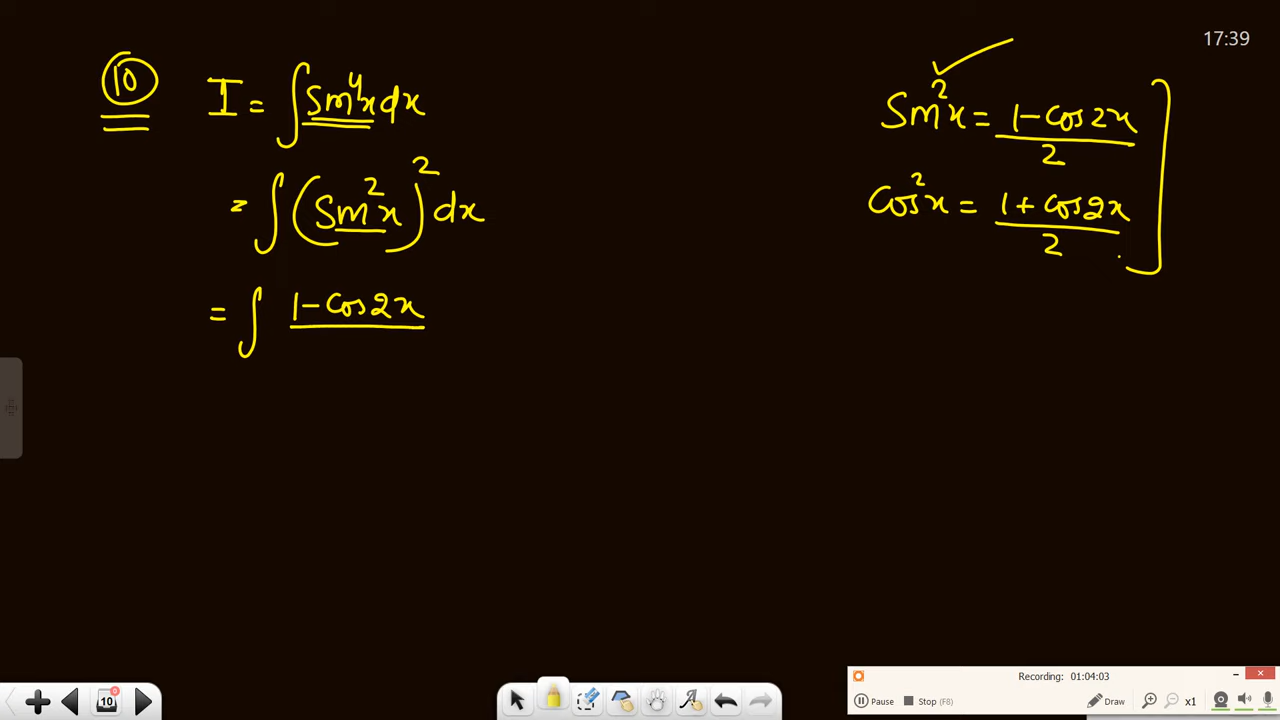 17:39
⑩ I = ∫ Sin⁴x dx
= ∫ (Sin²x)² dx
= ∫ 1-cos2x
Sin²x = 1-cos2x / 2
Cos²x = 1+cos2x / 2
10
Recording: 01:04:03
Pause Stop (F8) Draw x1